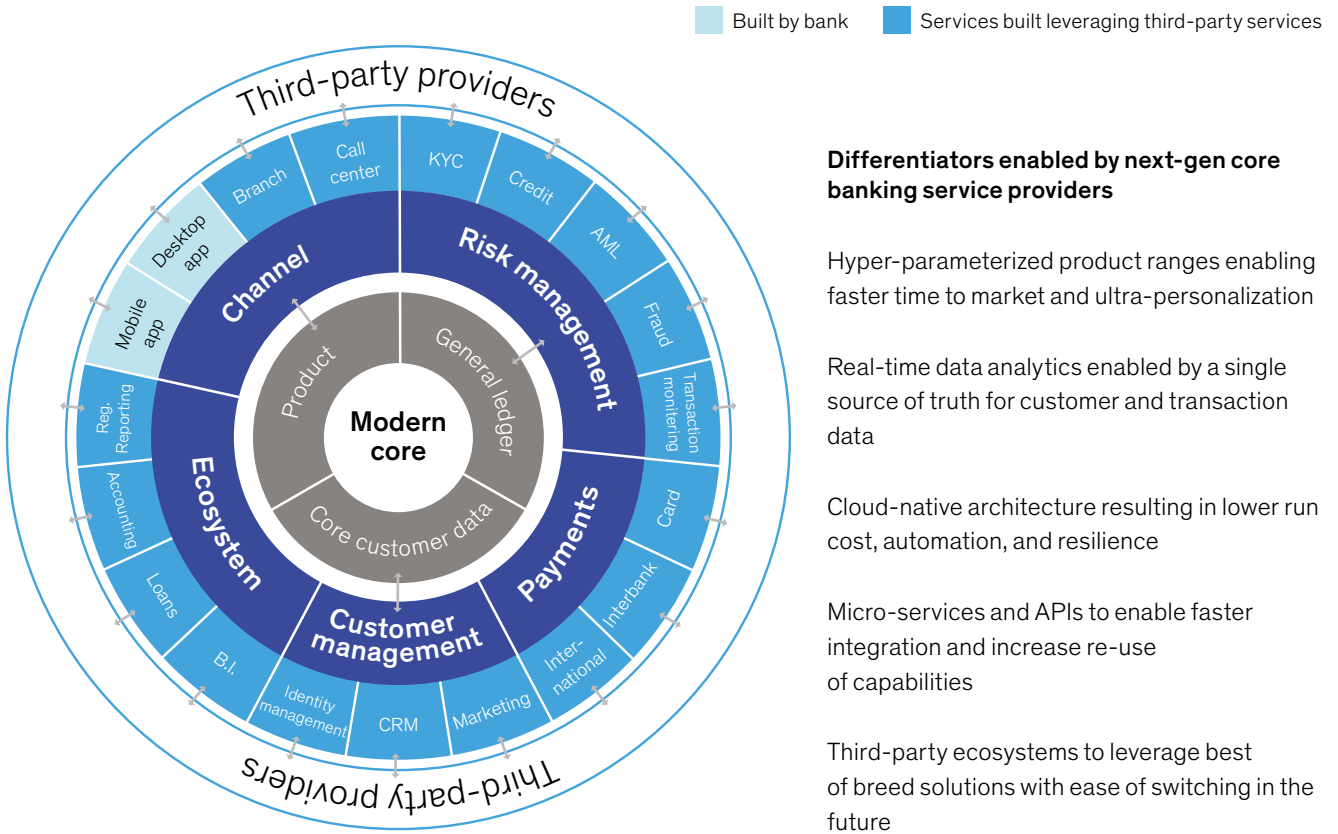 Built by bank
Services built leveraging third-party services
Third-party providers
Call
center
KYC
Credit
AML
Fraud
Transaction
monitering
Card
Interbank
Inter-
national
Marketing
CRM
Identity
management
B.I.
Loans
Accounting
Reg,
Reporting
Mobile
app
Desktop
app
Branch
Channel
Risk management
Payments
Customer
management
Ecosystem
Product
General ledger
Core customer data
Modern
core
Third-party providers
Differentiators enabled by next-gen core
banking service providers
Hyper-parameterized product ranges enabling
faster time to market and ultra-personalization
Real-time data analytics enabled by a single
source of truth for customer and transaction
data
Cloud-native architecture resulting in lower run
cost, automation, and resilience
Micro-services and APIs to enable faster
integration and increase re-use
of capabilities
Third-party ecosystems to leverage best
of breed solutions with ease of switching in the
future